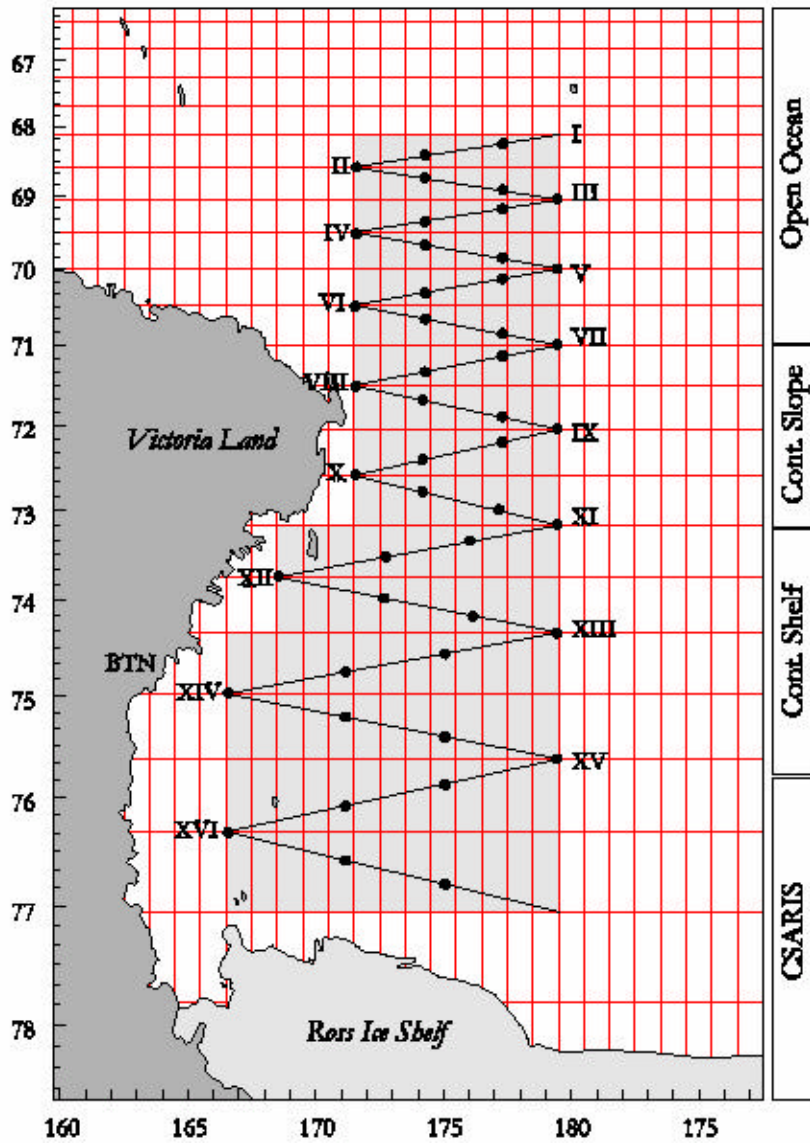 67
68
69
70
71
72
73
74
75
76
77
78
I
II
III
IV
V
VI
VII
VIII
IX
X
XI
XII
XIII
XIV
XV
XVI
Victoria Land
BTN
Ross Ice Shelf
Open Ocean
Cont. Slope
Cont. Shelf
CSARIS
160 165 170 175 180 175